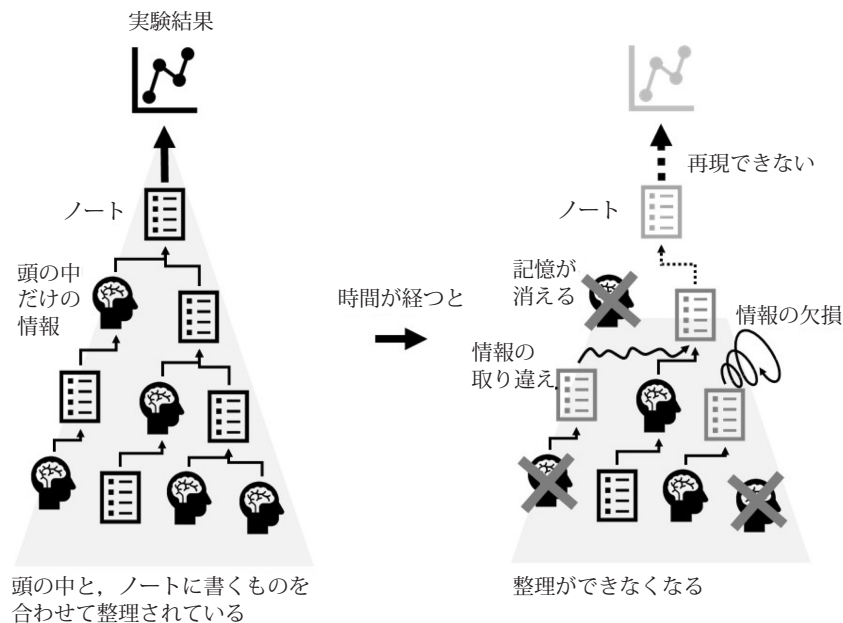 実験結果
ノート
頭の中
だけの
情報
頭の中と，ノートに書くものを
合わせて整理されている
時間が経つと
再現できない
ノート
記憶が
消える
情報の欠損
情報の
取り違え
整理ができなくなる